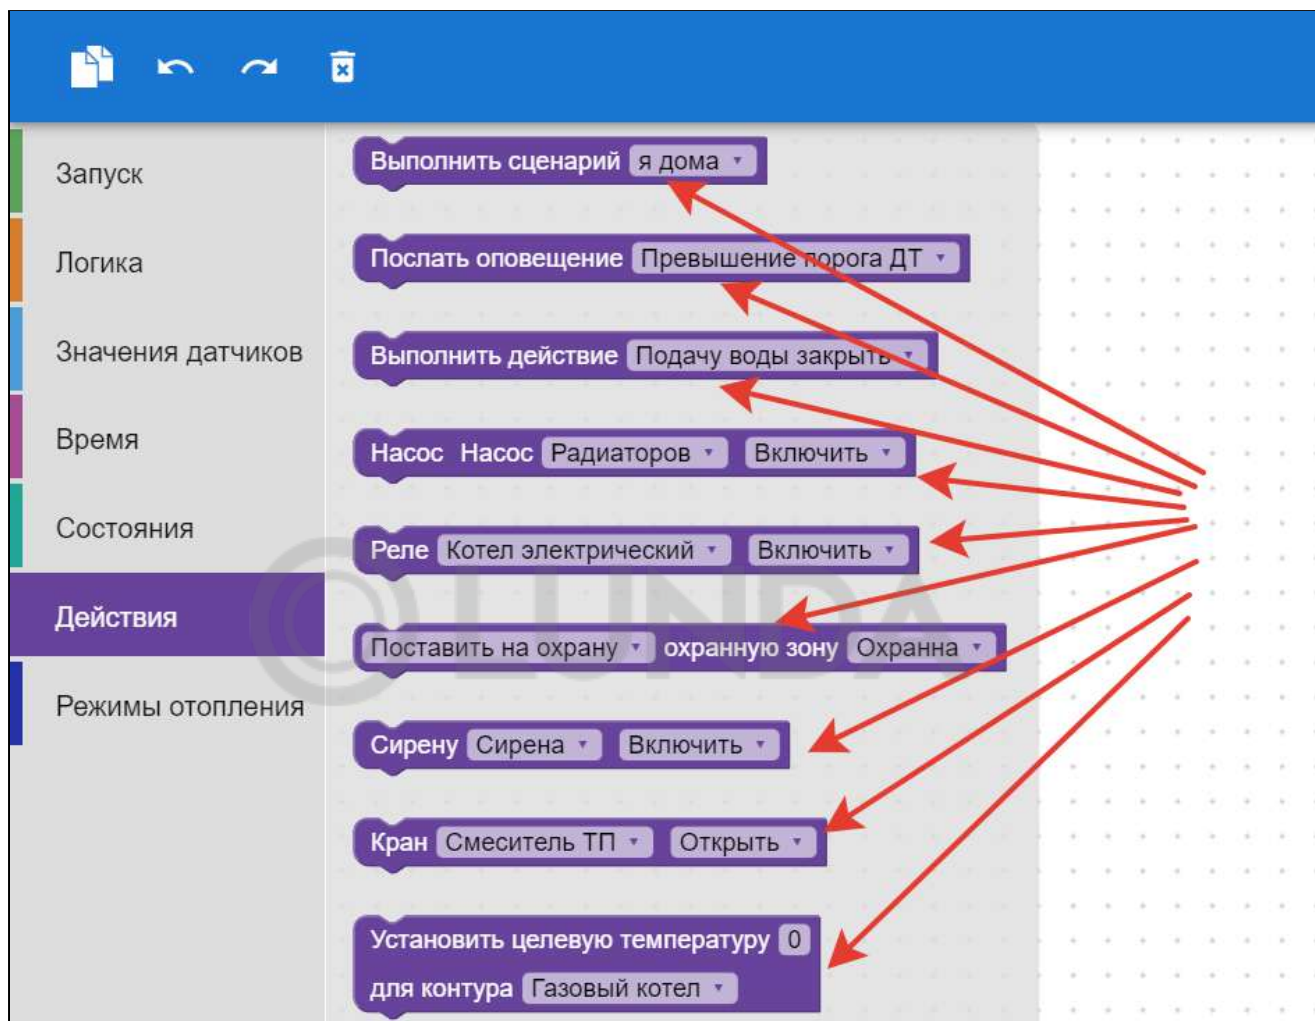 Запуск
Логика
Значения датчиков
Время
Состояния
Действия
Режимы отопления
Выполнить сценарий я дома
Послать оповещение Превышение порога ДТ
Выполнить действие Подачу воды закрыть
Насос Насос Радиаторов Включить
Реле Котел электрический Включить
Поставить на охрану охранную зону Охранна
Сирену Сирена Включить
Кран Смеситель ТП Открыть
Установить целевую температуру 0
для контура Газовый котел
LUNDA